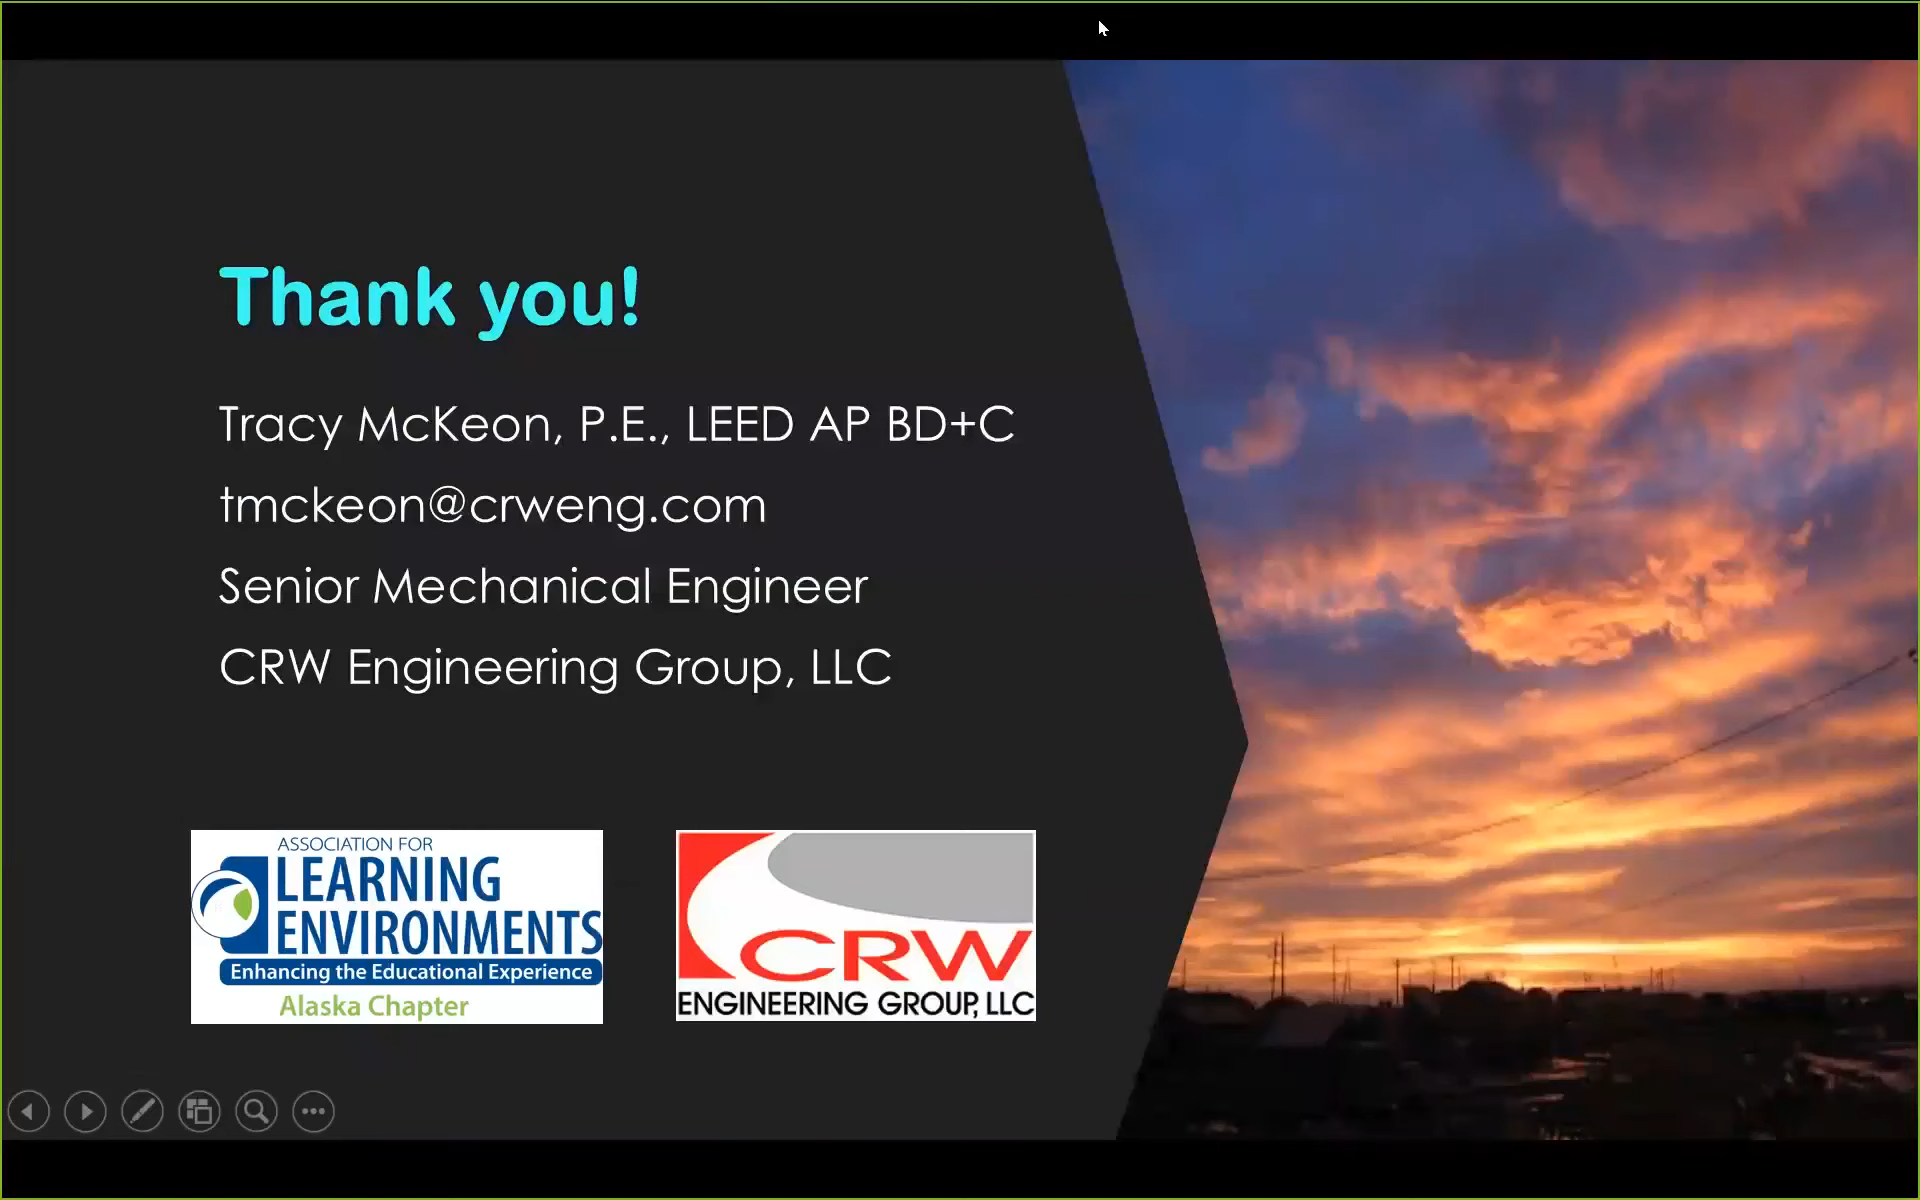 Thank you!
Tracy McKeon, P.E., LEED AP BD+C
tmckeon@crweng.com
Senior Mechanical Engineer
CRW Engineering Group, LLC
ASSOCIATION FOR
LEARNING
ENVIRONMENTS
Enhancing the Educational Experience
Alaska Chapter
CRW
ENGINEERING GROUP, LLC